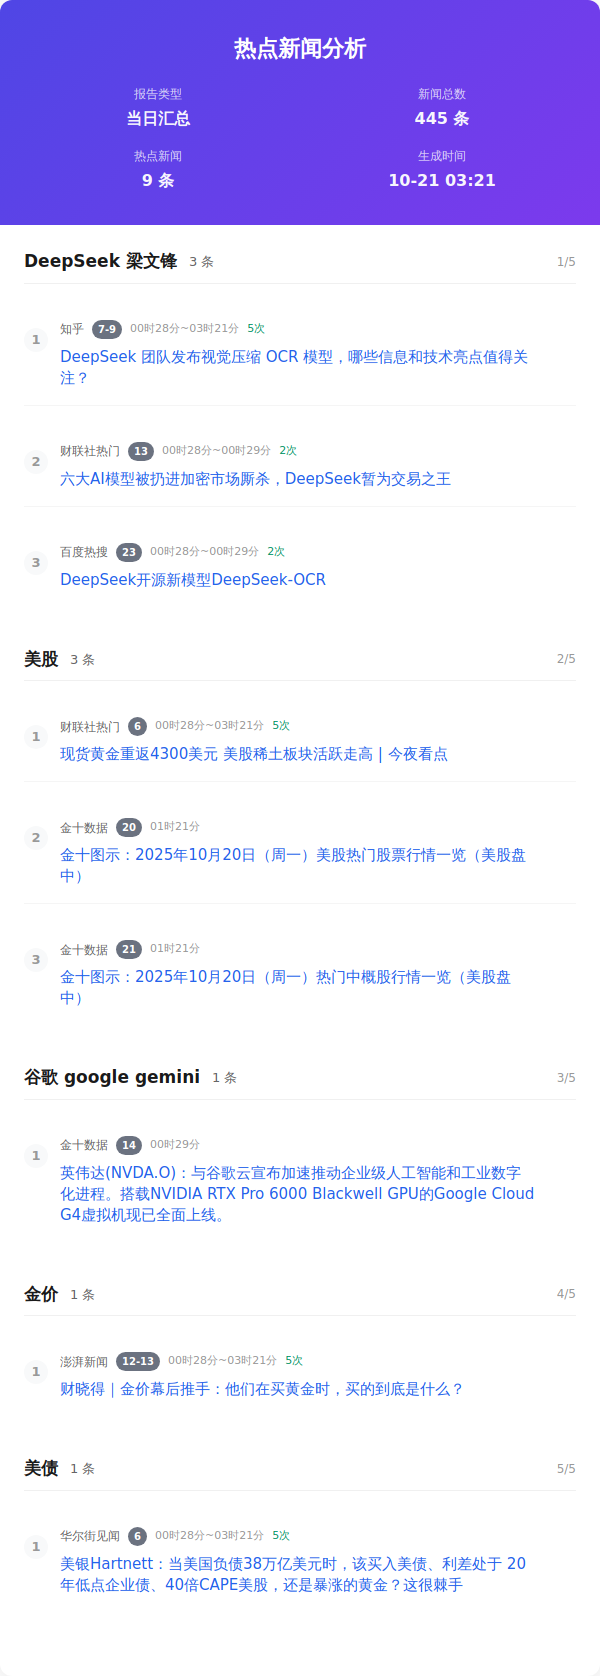 热点新闻分析
报告类型
新闻总数
当日汇总
445 条
热点新闻
生成时间
9 条
10-21 03:21
DeepSeek 梁文锋 3 条 1/5
1
知乎 7-9 00时28分~03时21分 5次
DeepSeek 团队发布视觉压缩 OCR 模型，哪些信息和技术亮点值得关
注？
2
财联社热门 13 00时28分~00时29分 2次
六大AI模型被扔进加密市场厮杀，DeepSeek暂为交易之王
3
百度热搜 23 00时28分~00时29分 2次
DeepSeek开源新模型DeepSeek-OCR
美股 3 条 2/5
1
财联社热门 6 00时28分~03时21分 5次
现货黄金重返4300美元 美股稀土板块活跃走高 | 今夜看点
2
金十数据 20 01时21分
金十图示：2025年10月20日（周一）美股热门股票行情一览（美股盘
中）
3
金十数据 21 01时21分
金十图示：2025年10月20日（周一）热门中概股行情一览（美股盘
中）
谷歌 google gemini 1 条 3/5
1
金十数据 14 00时29分
英伟达(NVDA.O)：与谷歌云宣布加速推动企业级人工智能和工业数字
化进程。搭载NVIDIA RTX Pro 6000 Blackwell GPU的Google Cloud
G4虚拟机现已全面上线。
金价 1 条 4/5
1
澎湃新闻 12-13 00时28分~03时21分 5次
财晓得｜金价幕后推手：他们在买黄金时，买的到底是什么？
美债 1 条 5/5
1
华尔街见闻 6 00时28分~03时21分 5次
美银Hartnett：当美国负债38万亿美元时，该买入美债、利差处于 20
年低点企业债、40倍CAPE美股，还是暴涨的黄金？这很棘手